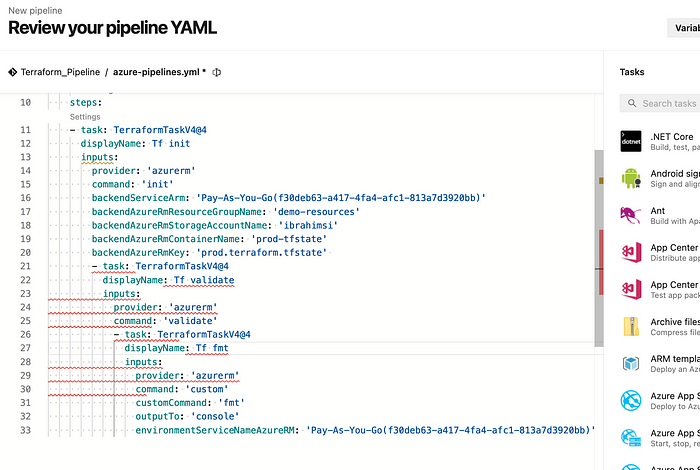 New pipeline
Review your pipeline YAML
Variab
Terraform_Pipeline / azure-pipelines.yml *
Tasks
10 steps:
Settings
11 - task: TerraformTaskV4@4
12 displayName: Tf init
13 inputs:
14 provider: 'azurerm'
15 command: 'init'
16 backendServiceArm: 'Pay-As-You-Go(f30deb63-a417-4fa4-afc1-813a7d3920bb)'
17 backendAzureRmResourceGroupName: 'demo-resources'
18 backendAzureRmStorageAccountName: 'ibrahimsi'
19 backendAzureRmContainerName: 'prod-tfstate'
20 backendAzureRmKey: 'prod.terraform.tfstate'
21 - task: TerraformTaskV4@4
22 displayName: Tf validate
23 inputs:
24 provider: 'azurerm'
25 command: 'validate'
26 - task: TerraformTaskV4@4
27 displayName: Tf fmt
28 inputs:
29 provider: 'azurerm'
30 command: 'custom'
31 customCommand: 'fmt'
32 outputTo: 'console'
33 environmentServiceNameAzureRM: 'Pay-As-You-Go(f30deb63-a417-4fa4-afc1-813a7d3920bb)'
Search tasks
dotnet
.NET Core
Build, test, pa
Android sign
Sign and align
Ant
Build with Apa
App Center
Distribute app
App Center
Test app pack
Archive files
Compress file
ARM templa
Deploy an Az
Azure App S
Deploy to Az
Azure App S
Start, stop, re
Azure App S